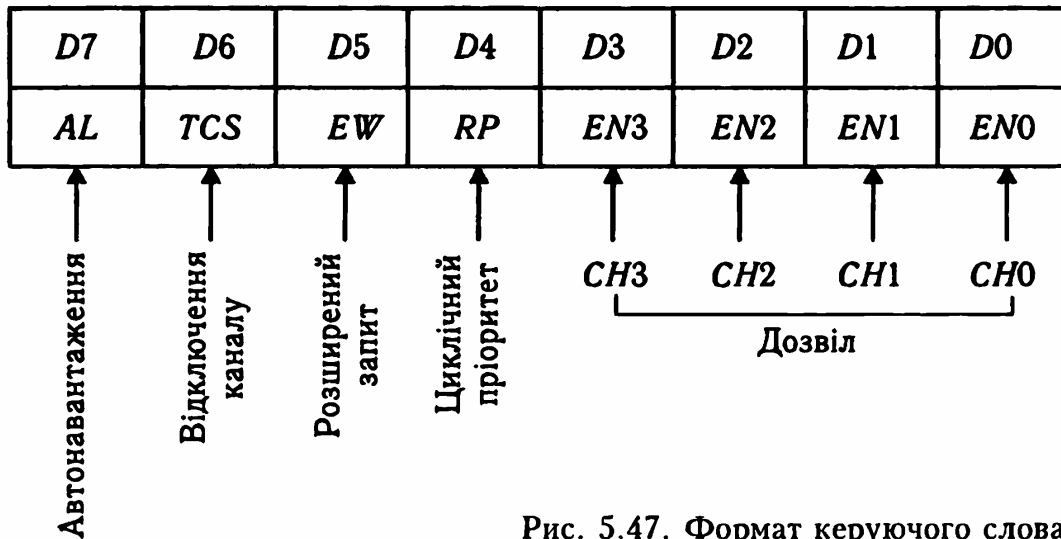 D7 D6 D5 D4 D3 D2 D1 D0
AL TCS EW RP EN3 EN2 EN1 EN0
Автонавантаження
Відключення
каналу
Розширений
запит
Циклічний
пріоритет
CH3 CH2 CH1 CH0
Дозвіл
Рис. 5.47. Формат керуючого слова